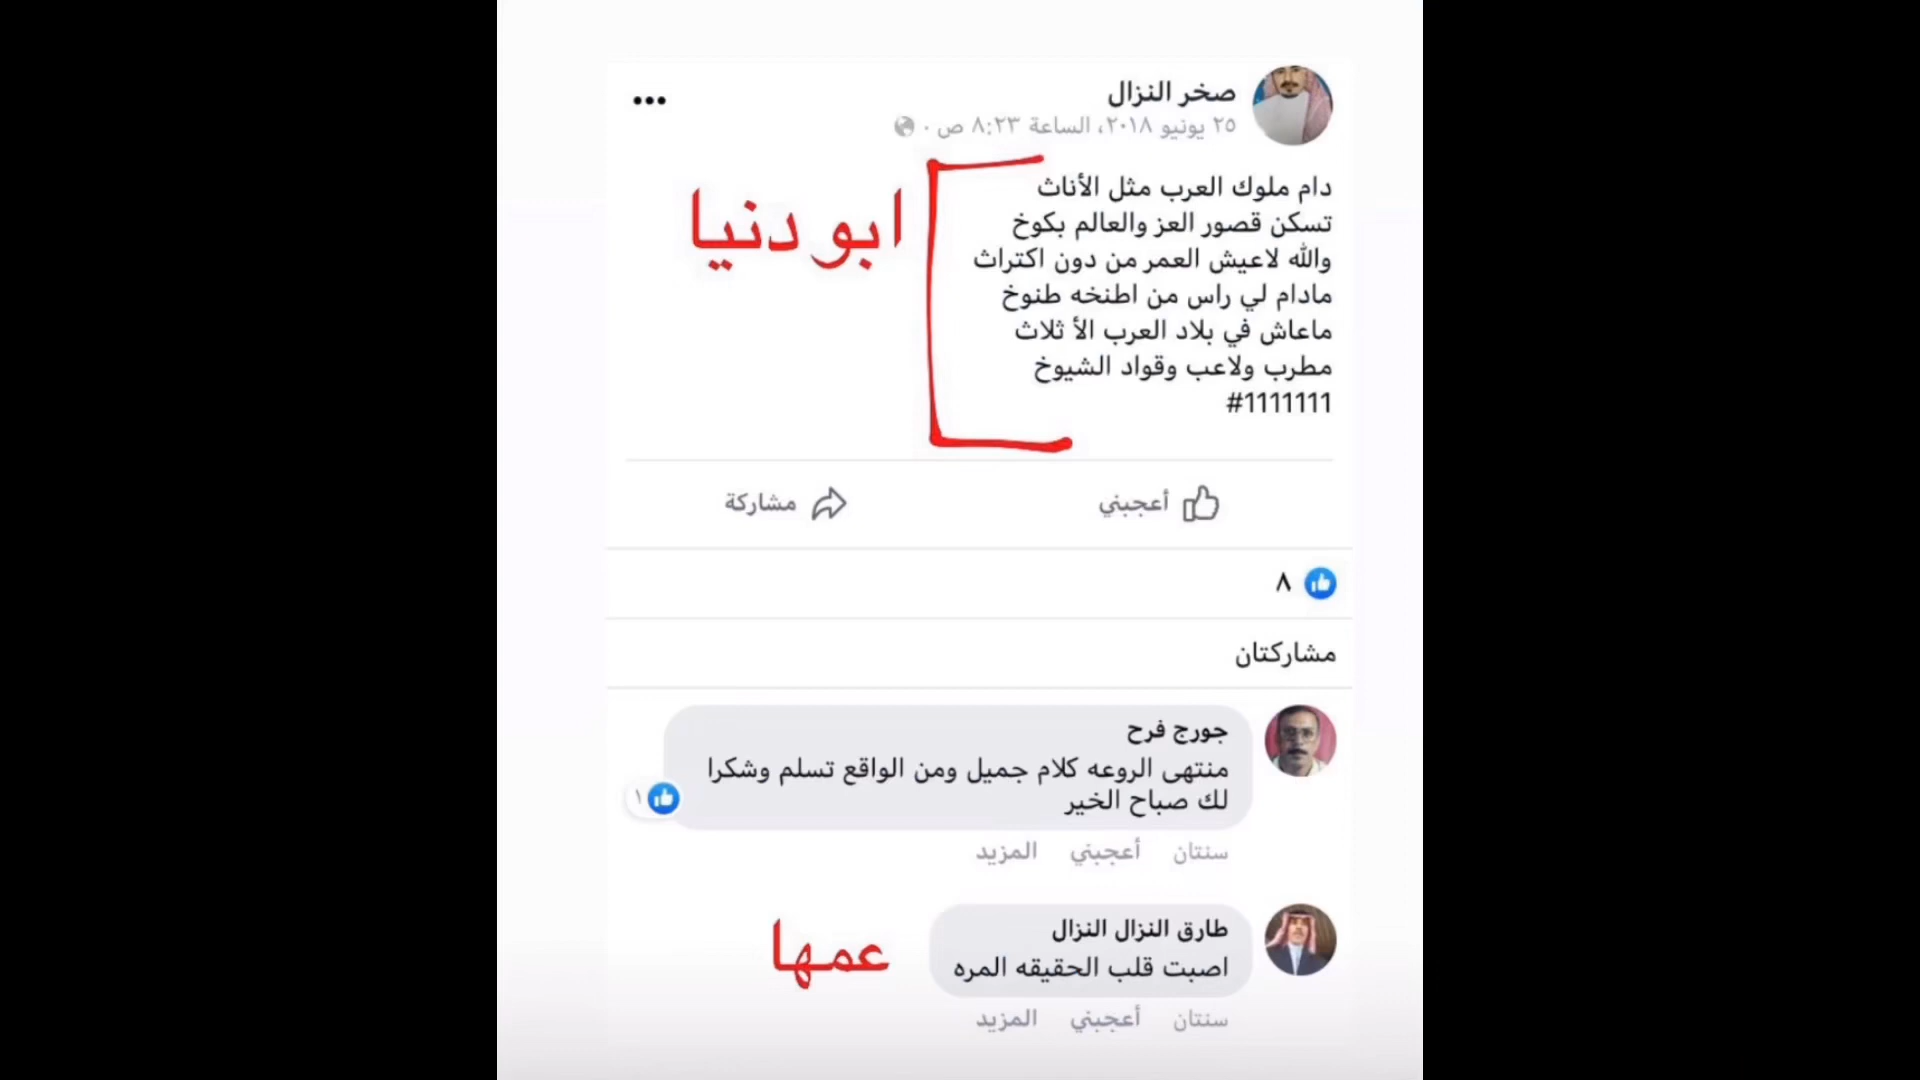 صخر النزال
٢٥ يونيو ٢٠١٨، الساعة ٨:٢٣ ص ·
دام ملوك العرب مثل الأناث
تسكن قصور العز والعالم بكوخ
والله لاعيش العمر من دون اكتراث
مادام لي راس من اطنخه طنوخ
ماعاش في بلاد العرب الأ ثلاث
مطرب ولاعب وقواد الشيوخ
#1111111
ابو دنيا
أعجبني
مشاركة
٨
مشاركتان
جورج فرح
منتهى الروعه كلام جميل ومن الواقع تسلم وشكرا
لك صباح الخير
١
سنتان أعجبني المزيد
طارق النزال النزال
اصبت قلب الحقيقه المره
عمها
سنتان أعجبني المزيد